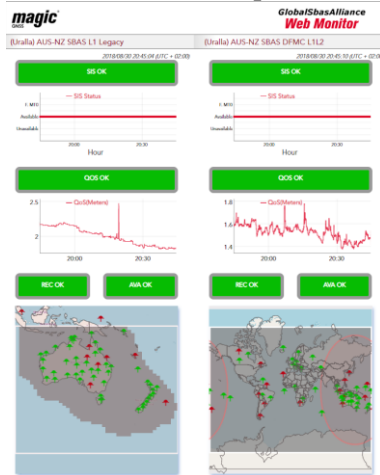 magic
GNSS
GlobalSbasAlliance
Web Monitor
(Uralla) AUS-NZ SBAS L1 Legacy
(Uralla) AUS-NZ SBAS DFMC L1L2
2018/08/30 20:45:04 (UTC + 02:00)
2018/08/30 20:45:10 (UTC + 02:00)
SIS OK
SIS OK
SIS Status
SIS Status
Available
Available
Unavailable
Unavailable
20:00
20:30
20:00
20:30
Hour
Hour
QOS OK
QOS OK
2.5
QoS(Meters)
2
20:00
20:30
1.8
QoS(Meters)
1.6
1.4
20:00
20:30
REC OK
AVA OK
REC OK
AVA OK